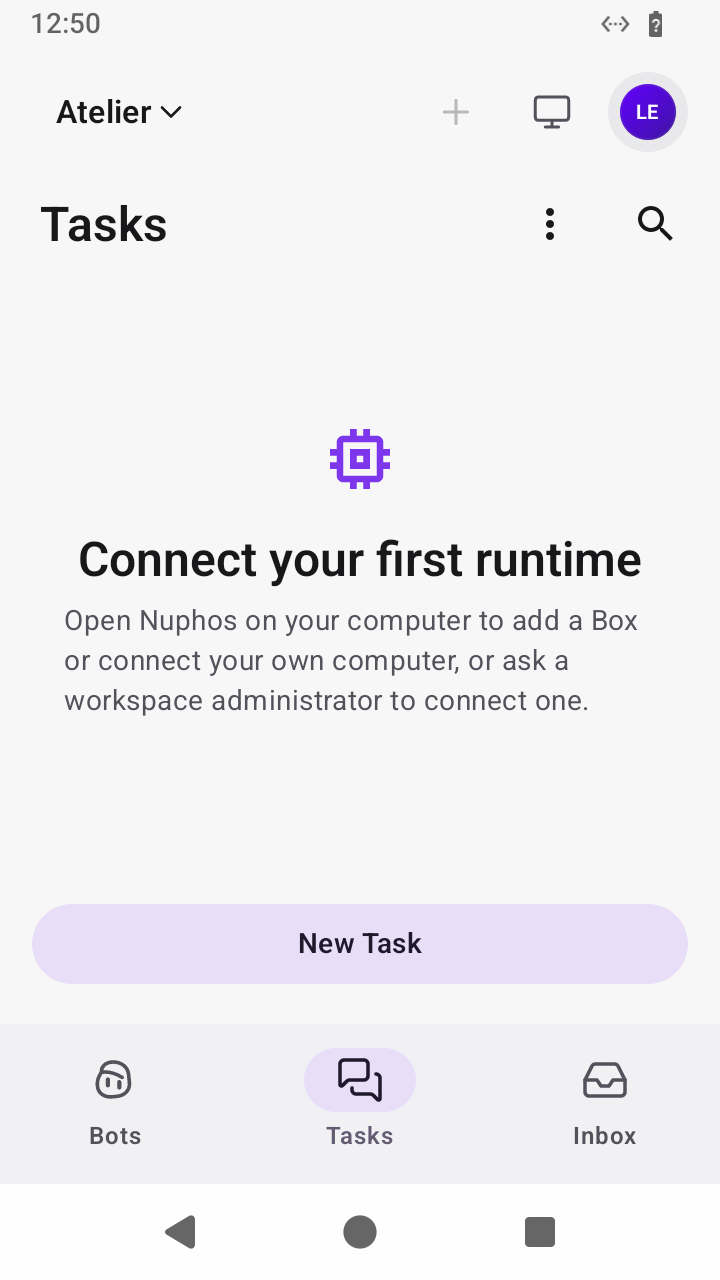 12:50
Atelier
LE
Tasks
Connect your first runtime
Open Nuphos on your computer to add a Box
or connect your own computer, or ask a
workspace administrator to connect one.
New Task
Bots
Tasks
Inbox